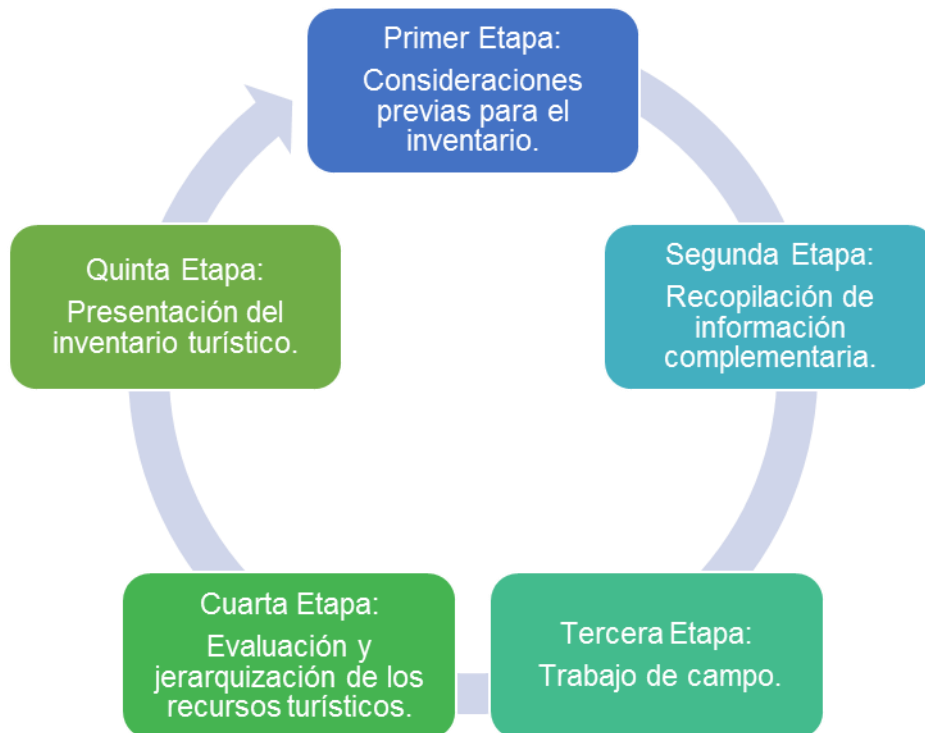 Primer Etapa:
Consideraciones
previas para el
inventario.
Segunda Etapa:
Recopilación de
información
complementaria.
Tercera Etapa:
Trabajo de campo.
Cuarta Etapa:
Evaluación y
jerarquización de los
recursos turísticos.
Quinta Etapa:
Presentación del
inventario turístico.